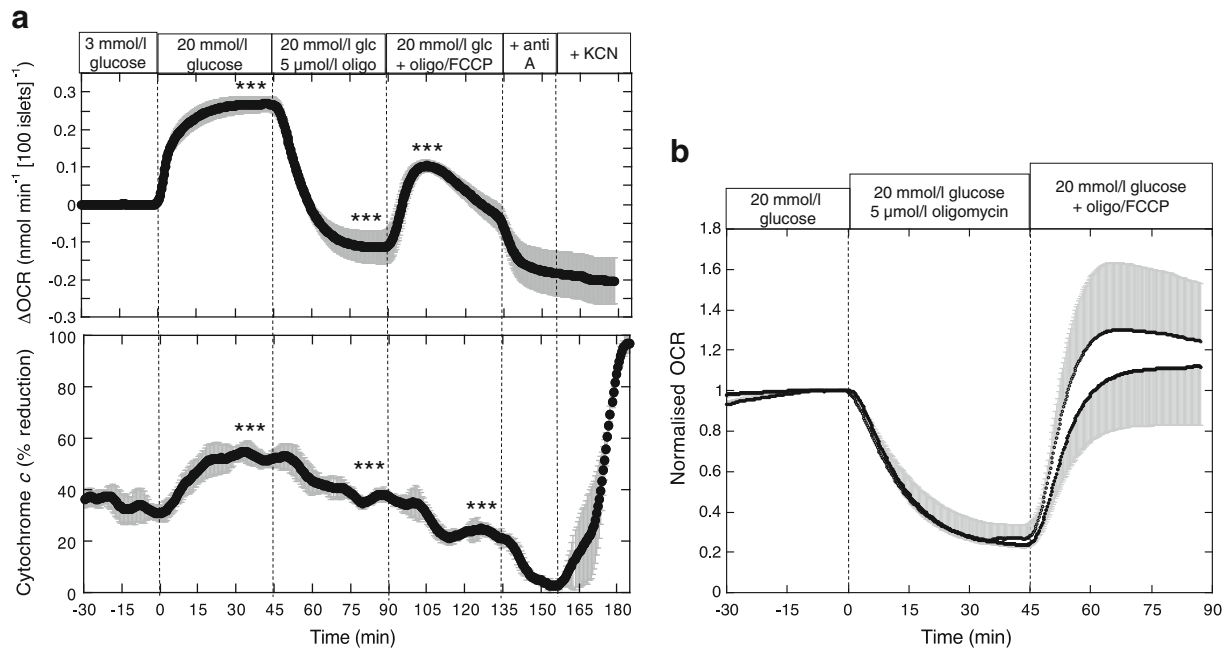 a
3 mmol/l glucose
20 mmol/l glucose
20 mmol/l glc 5 µmol/l oligo
20 mmol/l glc + oligo/FCCP
+ anti A
+ KCN
ΔOCR (nmol min⁻¹ [100 islets]⁻¹)
0.3
0.2
0.1
0
-0.1
-0.2
-0.3
***
***
***
Cytochrome c (% reduction)
100
80
60
40
20
0
***
***
***
-30 -15 0 15 30 45 60 75 90 105 120 135 150 165 180
Time (min)
b
20 mmol/l glucose
20 mmol/l glucose 5 µmol/l oligomycin
20 mmol/l glucose + oligo/FCCP
Normalised OCR
1.8
1.6
1.4
1.2
1
0.8
0.6
0.4
0.2
0
-30 -15 0 15 30 45 60 75 90
Time (min)